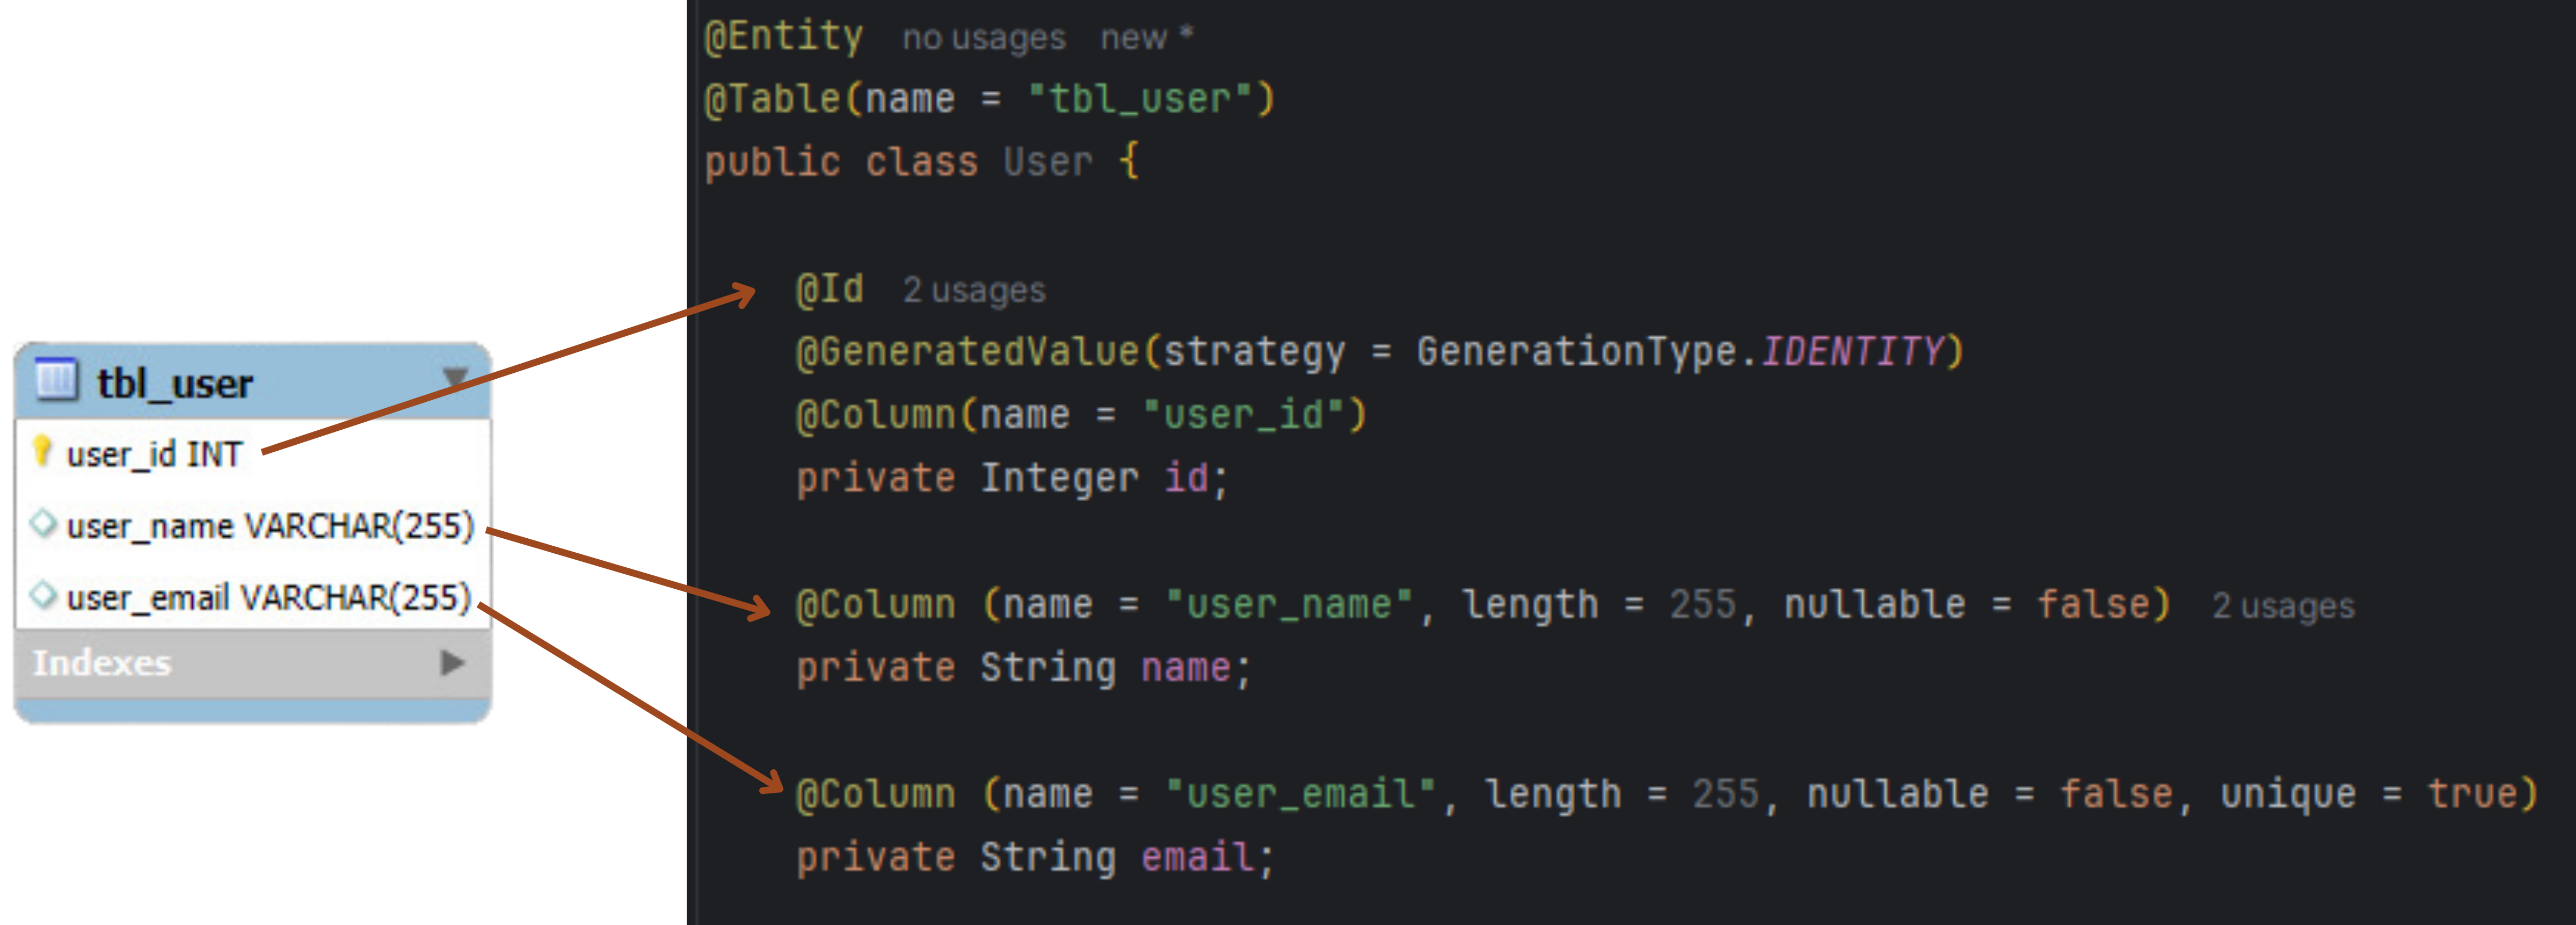 tbl_user
user_id INT
user_name VARCHAR(255)
user_email VARCHAR(255)
Indexes
@Entity no usages new *
@Table(name = "tbl_user")
public class User {
@Id 2 usages
@GeneratedValue(strategy = GenerationType.IDENTITY)
@Column(name = "user_id")
private Integer id;
@Column (name = "user_name", length = 255, nullable = false) 2 usages
private String name;
@Column (name = "user_email", length = 255, nullable = false, unique = true)
private String email;